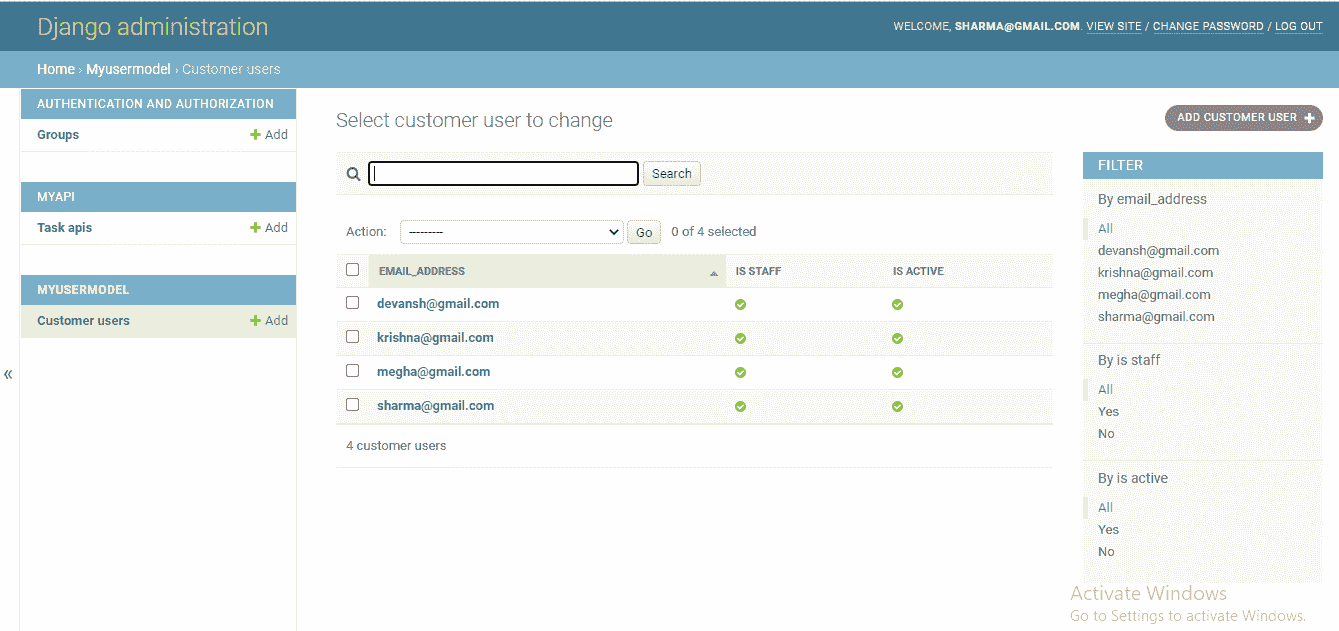 Django administration
WELCOME, SHARMA@GMAIL.COM. VIEW SITE / CHANGE PASSWORD / LOG OUT
Home › Myusermodel › Customer users
AUTHENTICATION AND AUTHORIZATION
Groups
Add
MYAPI
Task apis
Add
MYUSERMODEL
Customer users
Add
«
Select customer user to change
ADD CUSTOMER USER
Search
Action: --------- Go 0 of 4 selected
EMAIL_ADDRESS IS STAFF IS ACTIVE
devansh@gmail.com
krishna@gmail.com
megha@gmail.com
sharma@gmail.com
4 customer users
FILTER
By email_address
All
devansh@gmail.com
krishna@gmail.com
megha@gmail.com
sharma@gmail.com
By is staff
All
Yes
No
By is active
All
Yes
No
Activate Windows
Go to Settings to activate Windows.